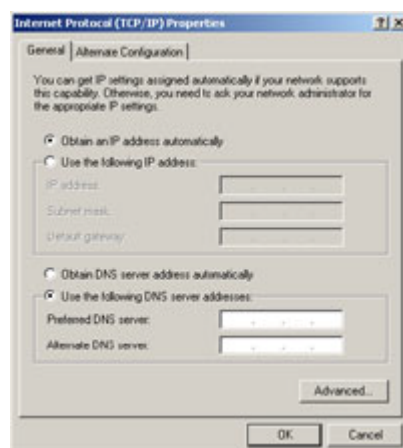 Internet Protocol (TCP/IP) Properties
General
Alternate Configuration
You can get IP settings assigned automatically if your network supports
this capability. Otherwise, you need to ask your network administrator for
the appropriate IP settings.
Obtain an IP address automatically
Use the following IP address:
IP address:
Subnet mask:
Default gateway:
Obtain DNS server address automatically
Use the following DNS server addresses:
Preferred DNS server:
Alternate DNS server:
Advanced...
OK
Cancel